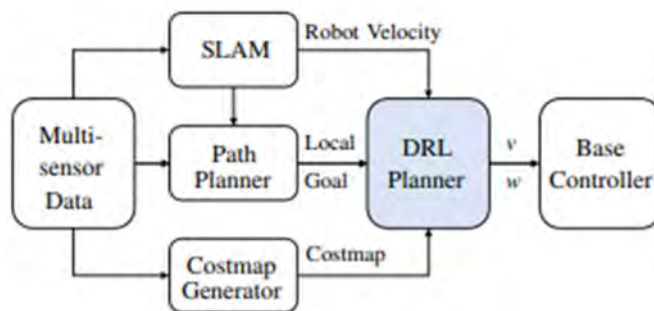 SLAM
Robot Velocity
Multi-
sensor
Data
Path
Planner
Local
Goal
DRL
Planner
v
w
Base
Controller
Costmap
Generator
Costmap